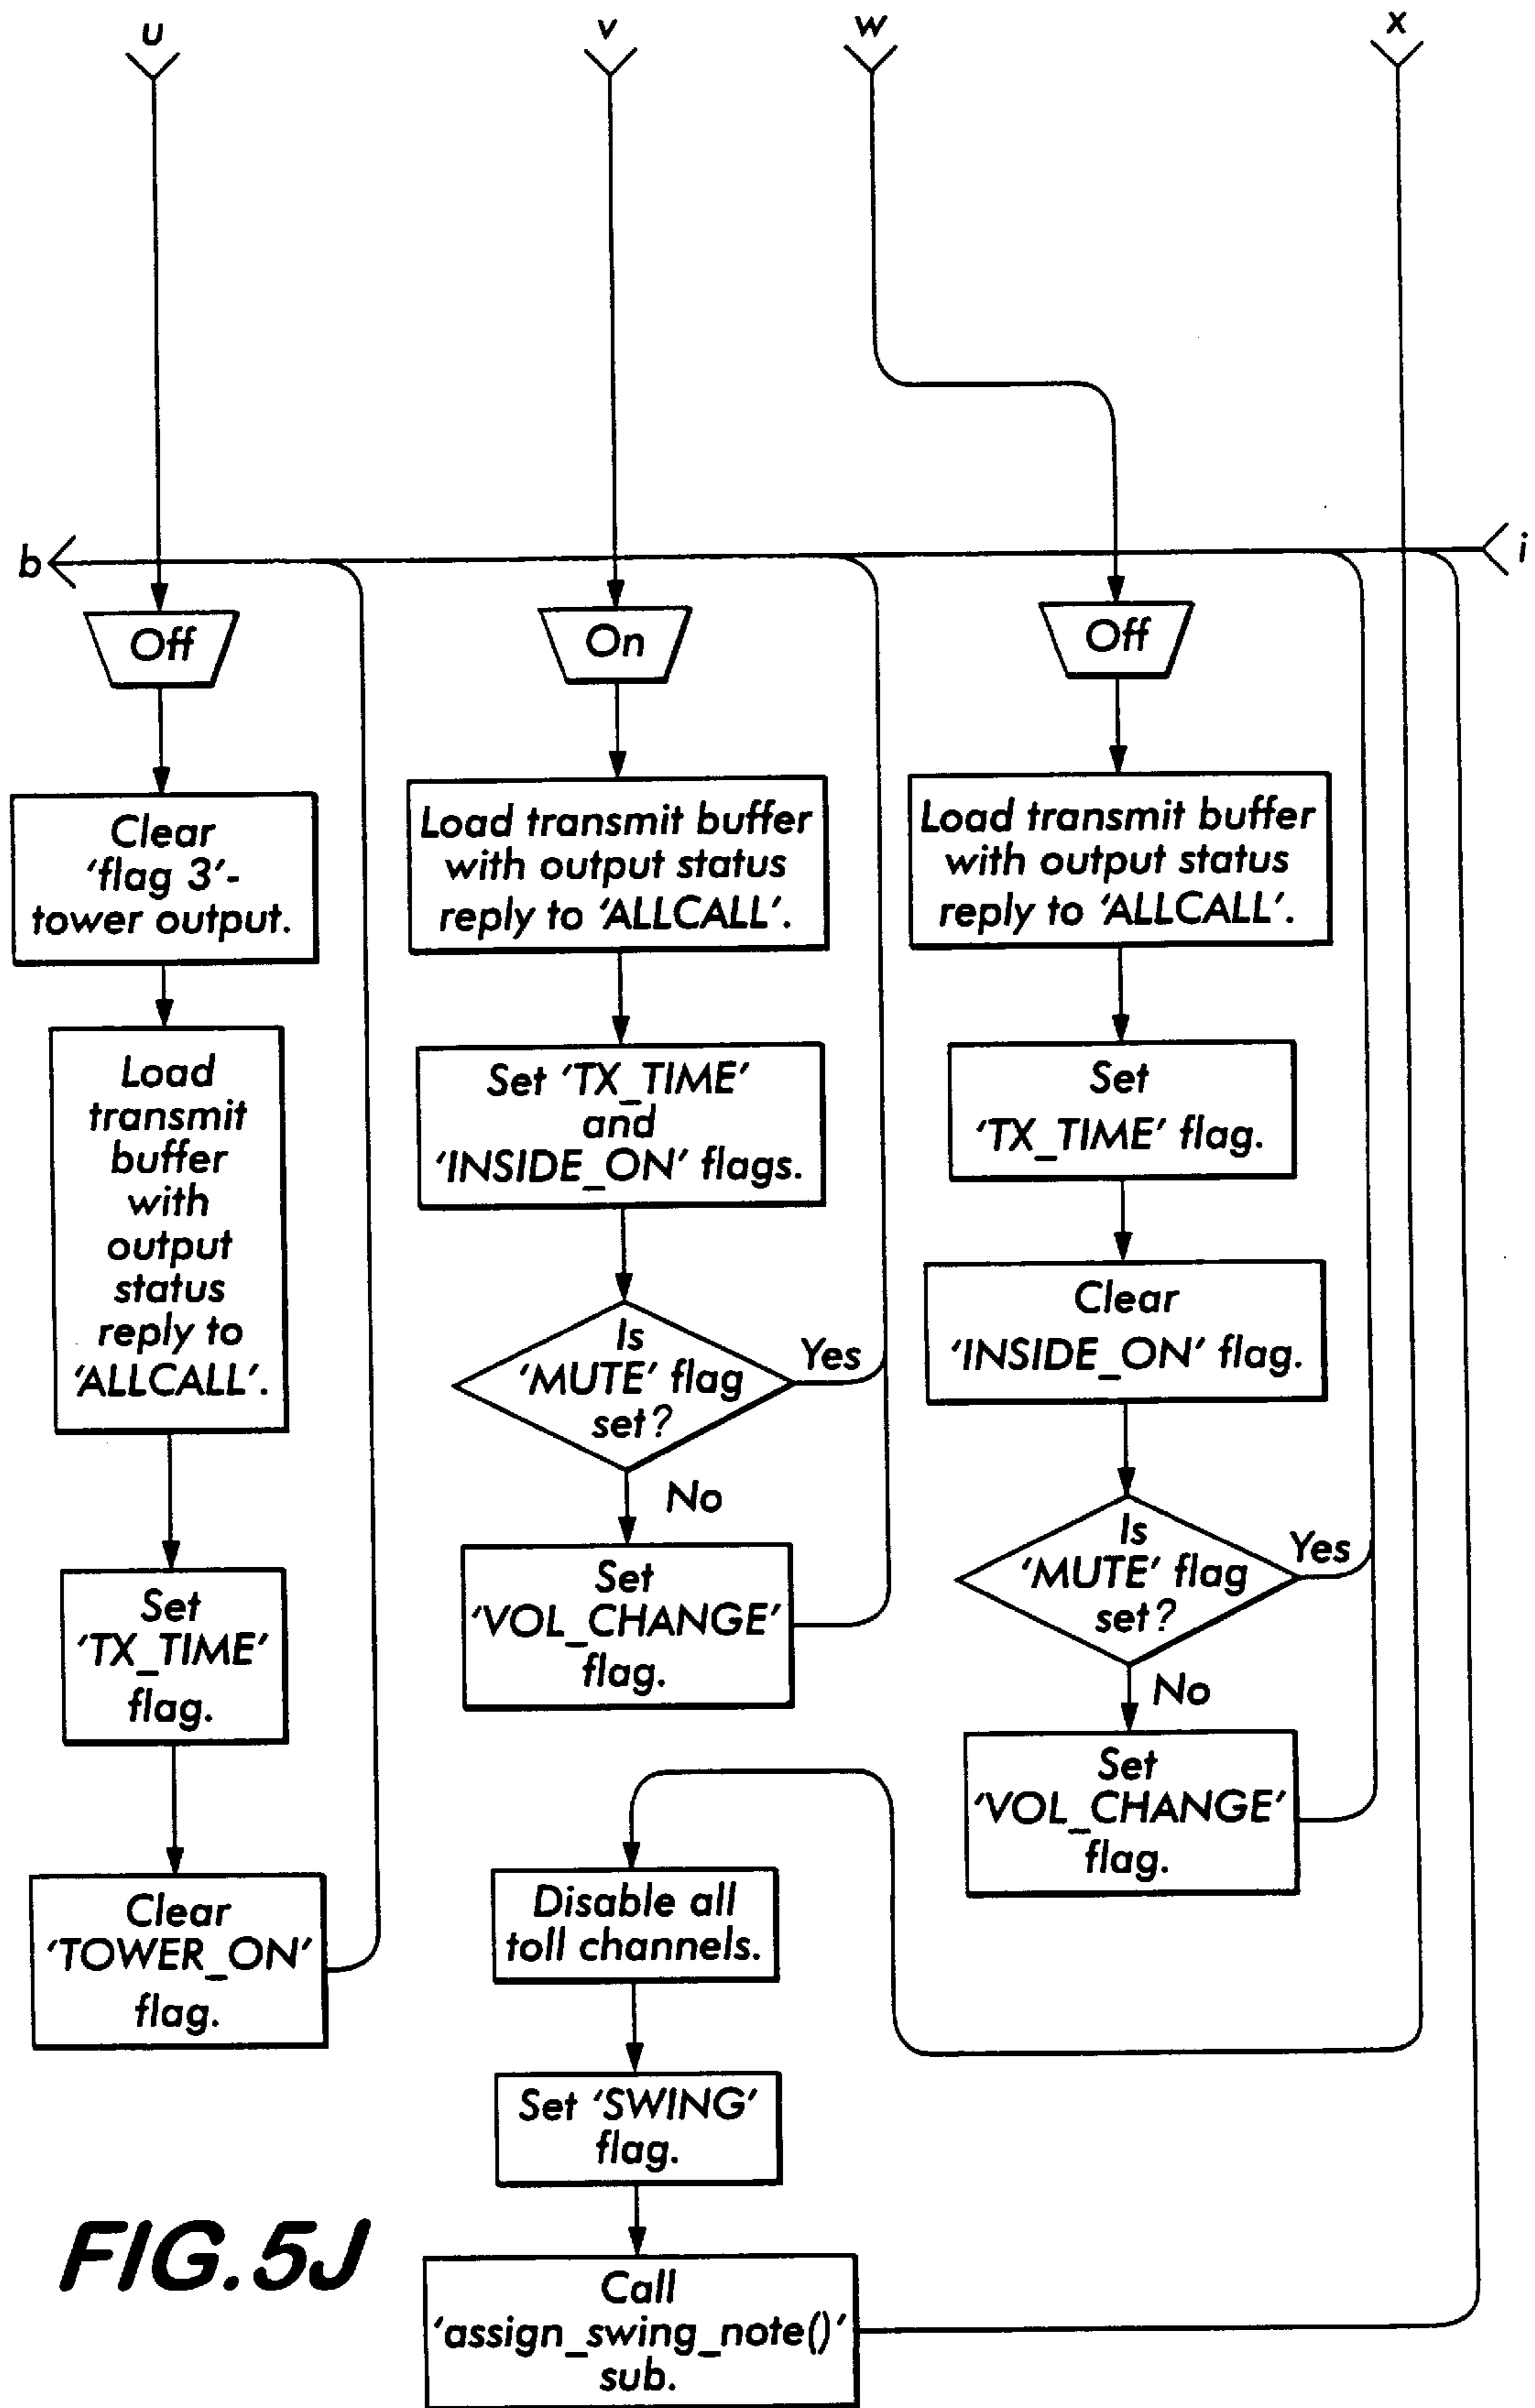 u
v
w
x
b
i
Off
Clear
'flag 3'-
tower output.
Load
transmit
buffer
with
output
status
reply to
'ALLCALL'.
Set
'TX_TIME'
flag.
Clear
'TOWER_ON'
flag.
On
Load transmit buffer
with output status
reply to 'ALLCALL'.
Set 'TX_TIME'
and
'INSIDE_ON' flags.
Is
'MUTE' flag
set?
Yes
No
Set
'VOL_CHANGE'
flag.
Off
Load transmit buffer
with output status
reply to 'ALLCALL'.
Set
'TX_TIME' flag.
Clear
'INSIDE_ON' flag.
Is
'MUTE' flag
set?
Yes
No
Set
'VOL_CHANGE'
flag.
Disable all
toll channels.
Set 'SWING'
flag.
Call
'assign_swing_note()'
sub.
FIG.5J